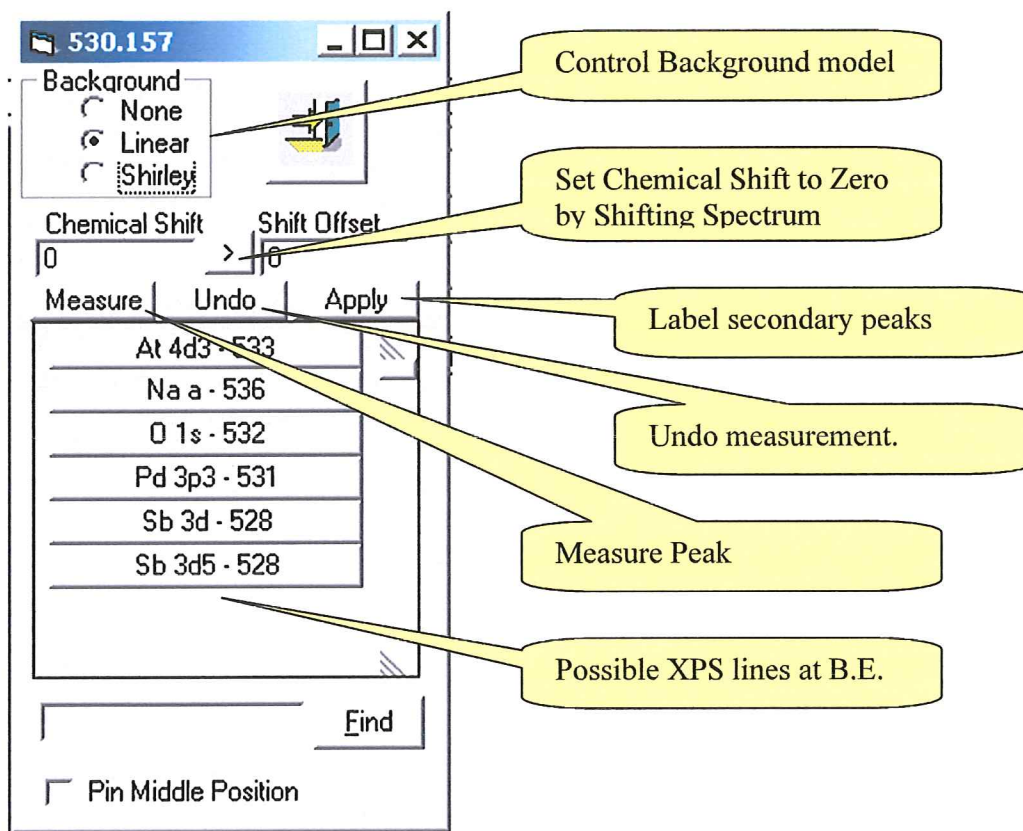 530.157
Background
None
Linear
Shirley
Chemical Shift
Shift Offset
0
>
0
Measure
Undo
Apply
At 4d3 - 533
Na a - 536
O 1s - 532
Pd 3p3 - 531
Sb 3d - 528
Sb 3d5 - 528
Find
Pin Middle Position
Control Background model
Set Chemical Shift to Zero
by Shifting Spectrum
Label secondary peaks
Undo measurement.
Measure Peak
Possible XPS lines at B.E.